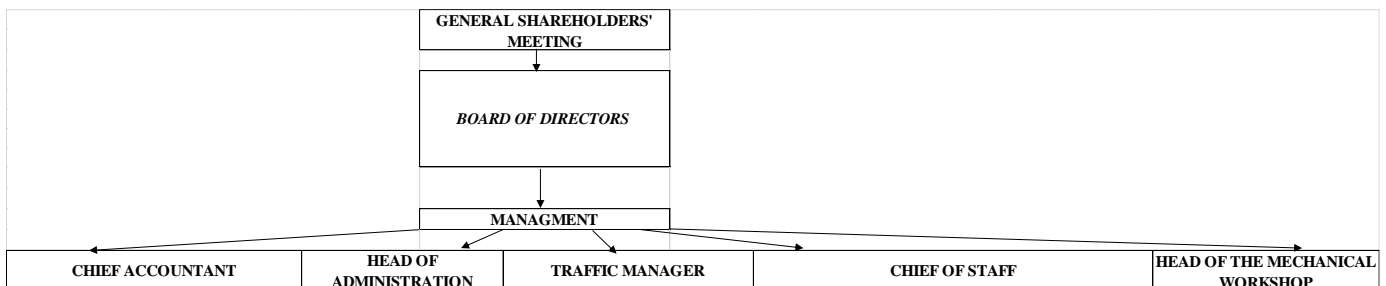 GENERAL SHAREHOLDERS'
MEETING
BOARD OF DIRECTORS
MANAGMENT
CHIEF ACCOUNTANT
HEAD OF
ADMINISTRATION
TRAFFIC MANAGER
CHIEF OF STAFF
HEAD OF THE MECHANICAL
WORKSHOP